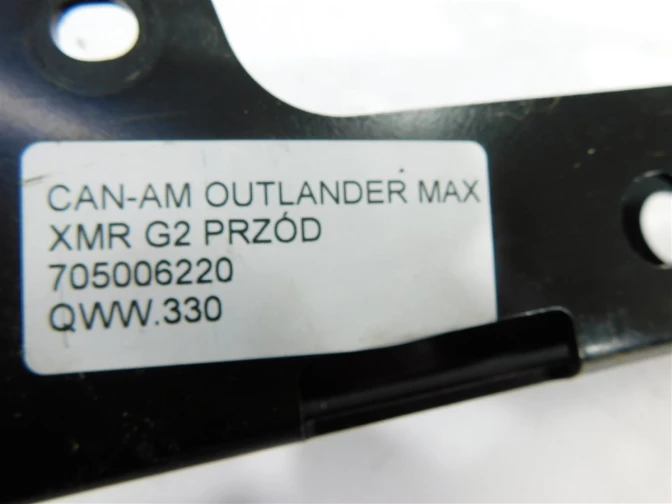 CAN-AM OUTLANDER MAX
XMR G2 PRZÓD
705006220
QWW.330